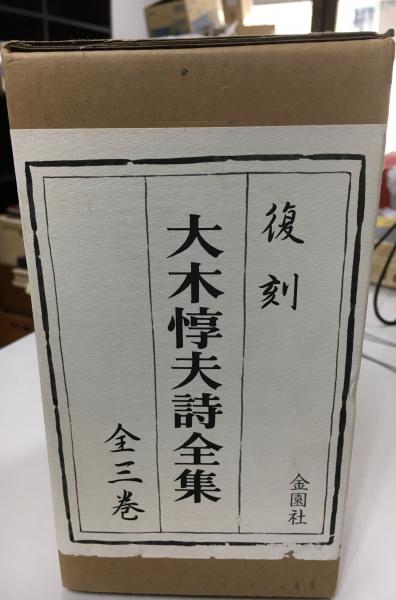 復刻
大木惇夫詩全集
全三巻
金園社